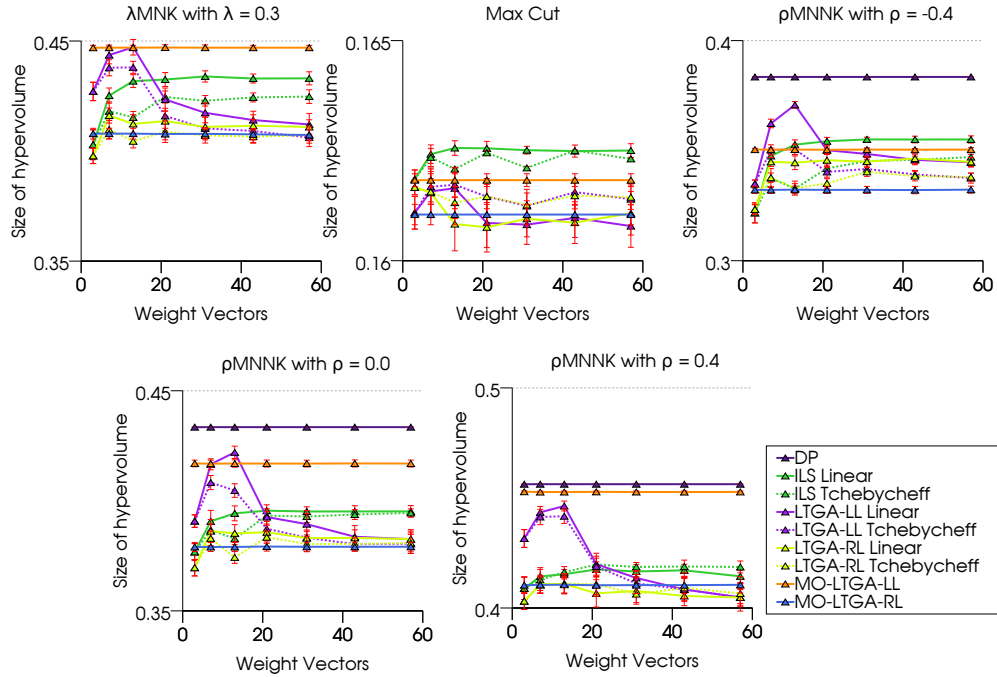 λMNK with λ = 0.3
0.45
0.35
Size of hypervolume
0
20
40
60
Weight Vectors
Max Cut
0.165
0.16
Size of hypervolume
0
20
40
60
Weight Vectors
ρMNNK with ρ = -0.4
0.4
0.3
Size of hypervolume
0
20
40
60
Weight Vectors
ρMNNK with ρ = 0.0
0.45
0.35
Size of hypervolume
0
20
40
60
Weight Vectors
ρMNNK with ρ = 0.4
0.5
0.4
Size of hypervolume
0
20
40
60
Weight Vectors
DP
ILS Linear
ILS Tchebycheff
LTGA-LL Linear
LTGA-LL Tchebycheff
LTGA-RL Linear
LTGA-RL Tchebycheff
MO-LTGA-LL
MO-LTGA-RL